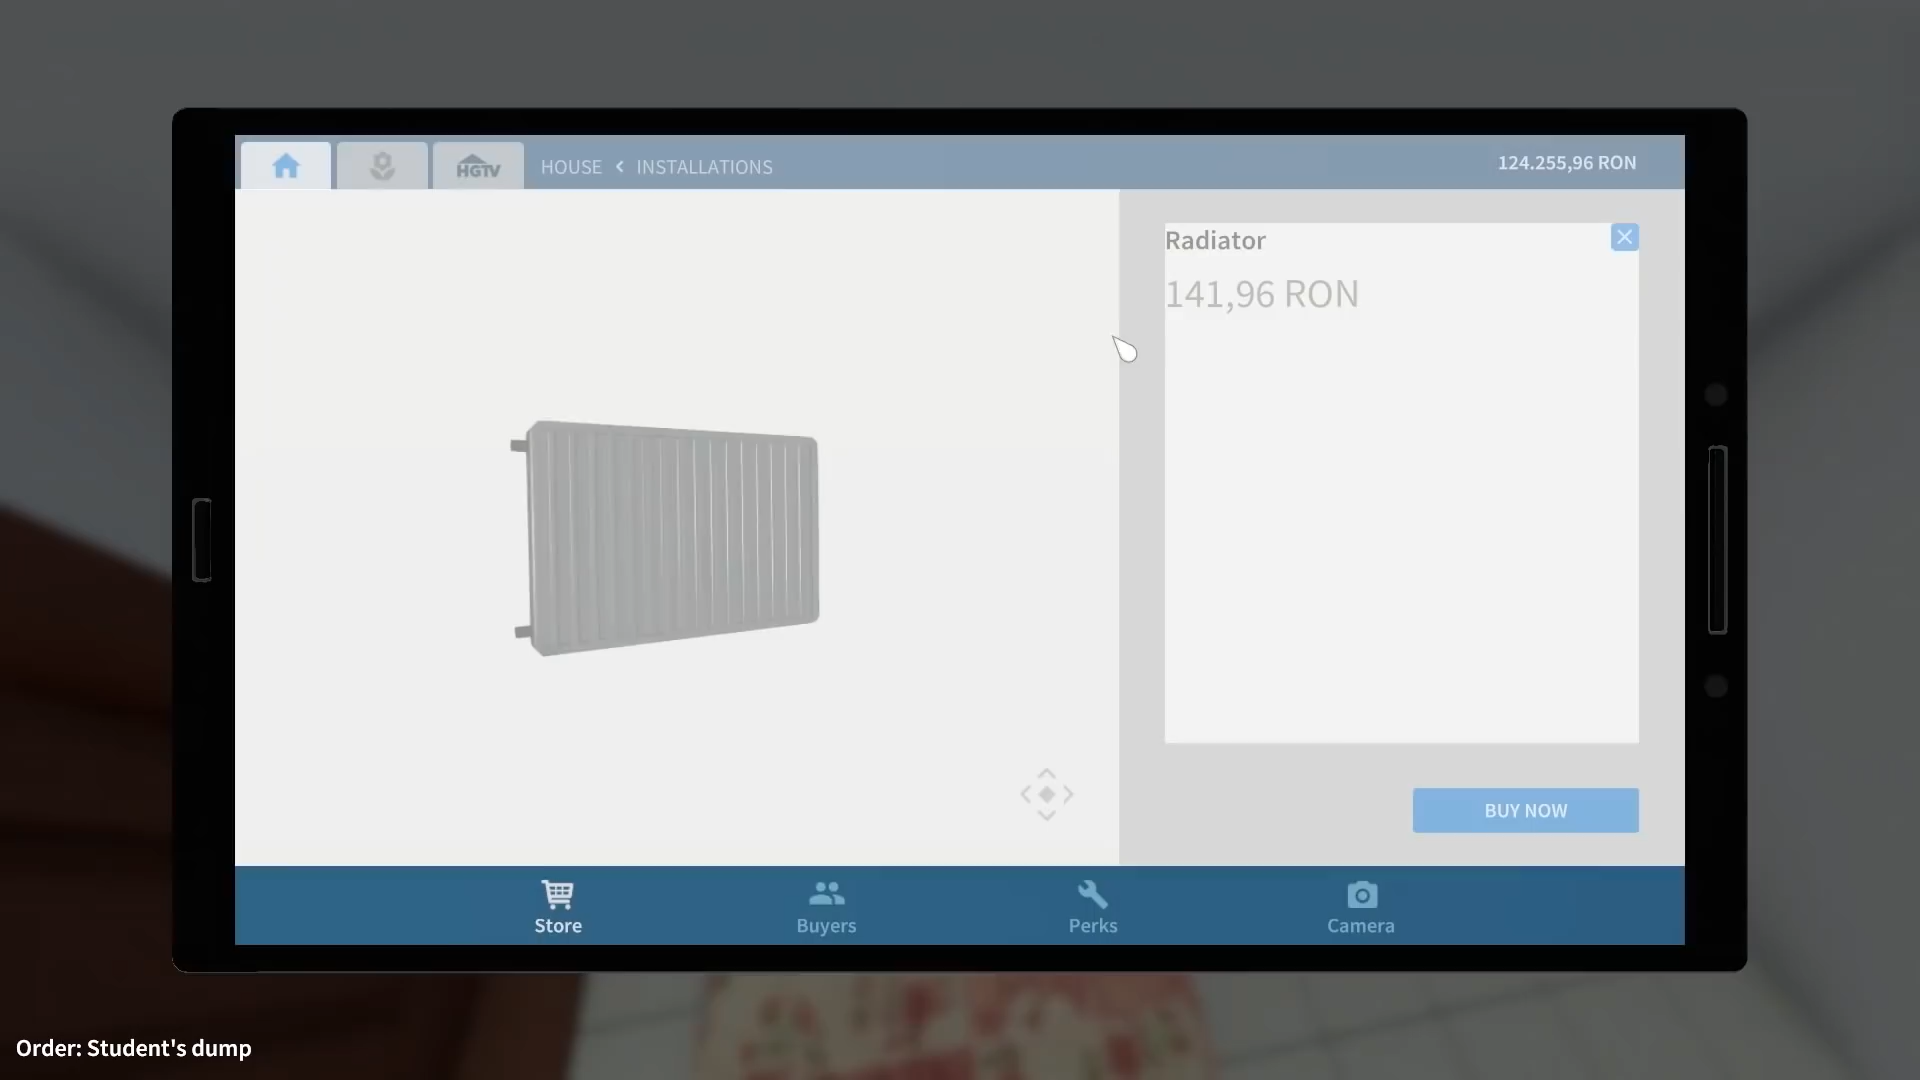 HGTV
HOUSE < INSTALLATIONS
124.255,96 RON
Radiator
141,96 RON
BUY NOW
Store
Buyers
Perks
Camera
Order: Student's dump